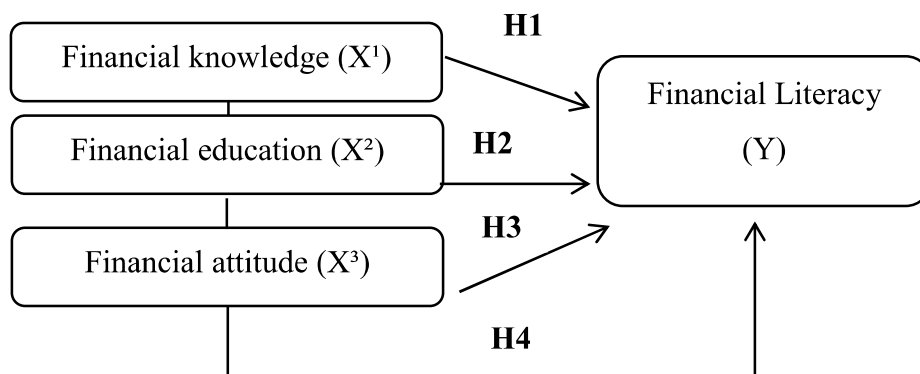 H1
Financial knowledge (X¹)
Financial Literacy
(Y)
Financial education (X²)
H2
H3
Financial attitude (X³)
H4